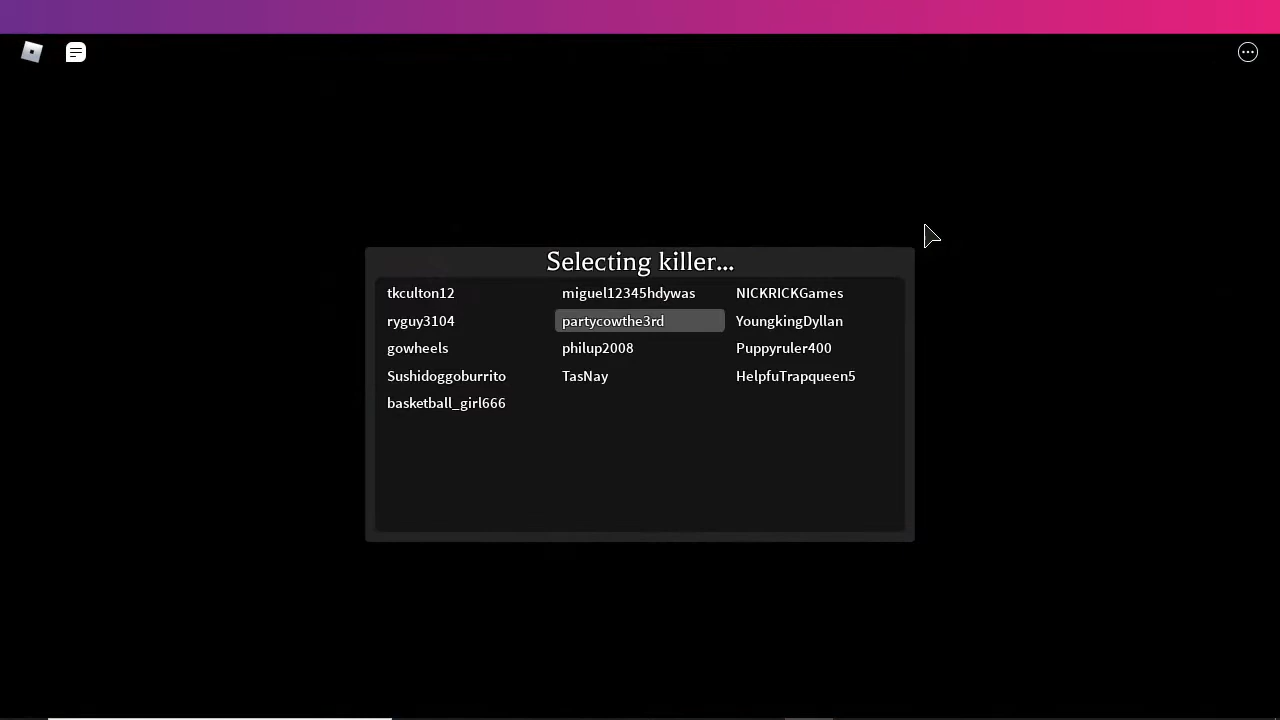 Selecting killer...
tkculton12 miguel12345hdywas NICKRICKGames
ryguy3104 partycowthe3rd YoungkingDyllan
gowheels philup2008 Puppyruler400
Sushidoggoburrito TasNay HelpfuTrapqueen5
basketball_girl666